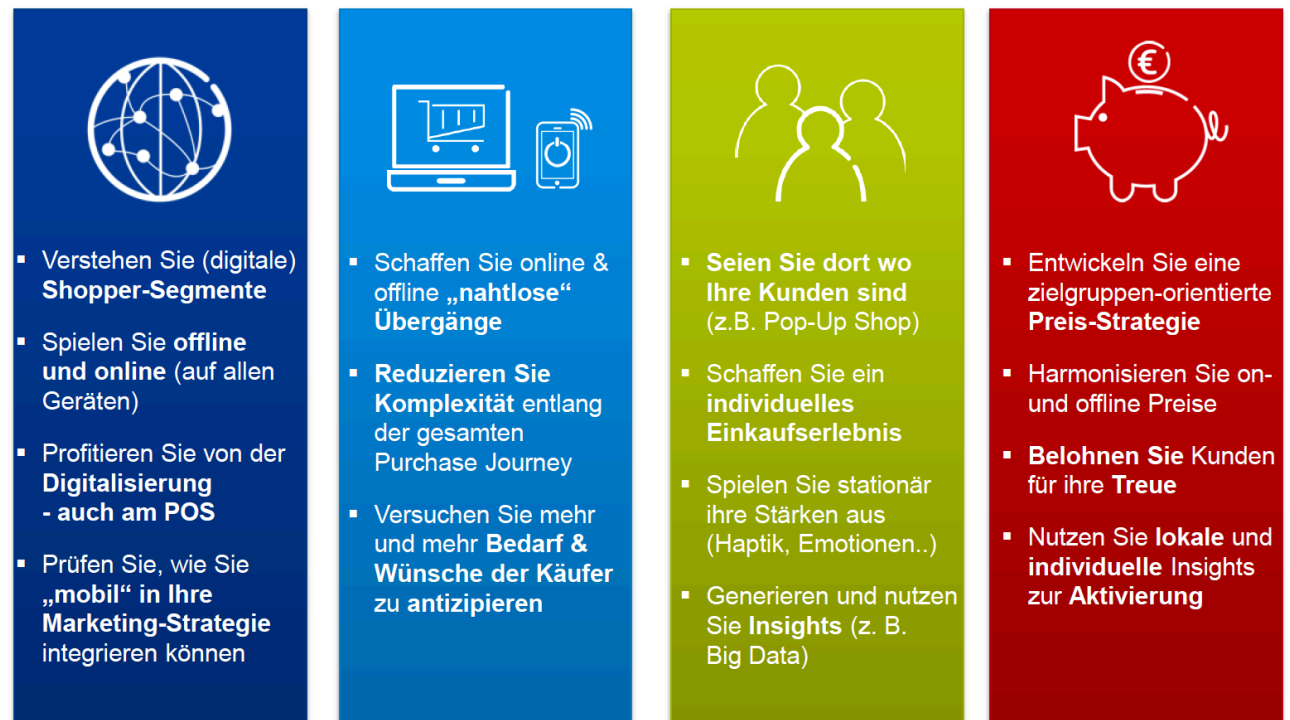 ▪ Verstehen Sie (digitale)
Shopper-Segmente
▪ Spielen Sie offline
und online (auf allen
Geräten)
▪ Profitieren Sie von der
Digitalisierung
- auch am POS
▪ Prüfen Sie, wie Sie
„mobil“ in Ihre
Marketing-Strategie
integrieren können
▪ Schaffen Sie online &
offline „nahtlose“
Übergänge
▪ Reduzieren Sie
Komplexität entlang
der gesamten
Purchase Journey
▪ Versuchen Sie mehr
und mehr Bedarf &
Wünsche der Käufer
zu antizipieren
▪ Seien Sie dort wo
Ihre Kunden sind
(z.B. Pop-Up Shop)
▪ Schaffen Sie ein
individuelles
Einkaufserlebnis
▪ Spielen Sie stationär
ihre Stärken aus
(Haptik, Emotionen..)
▪ Generieren und nutzen
Sie Insights (z. B.
Big Data)
€
▪ Entwickeln Sie eine
zielgruppen-orientierte
Preis-Strategie
▪ Harmonisieren Sie on-
und offline Preise
▪ Belohnen Sie Kunden
für ihre Treue
▪ Nutzen Sie lokale und
individuelle Insights
zur Aktivierung